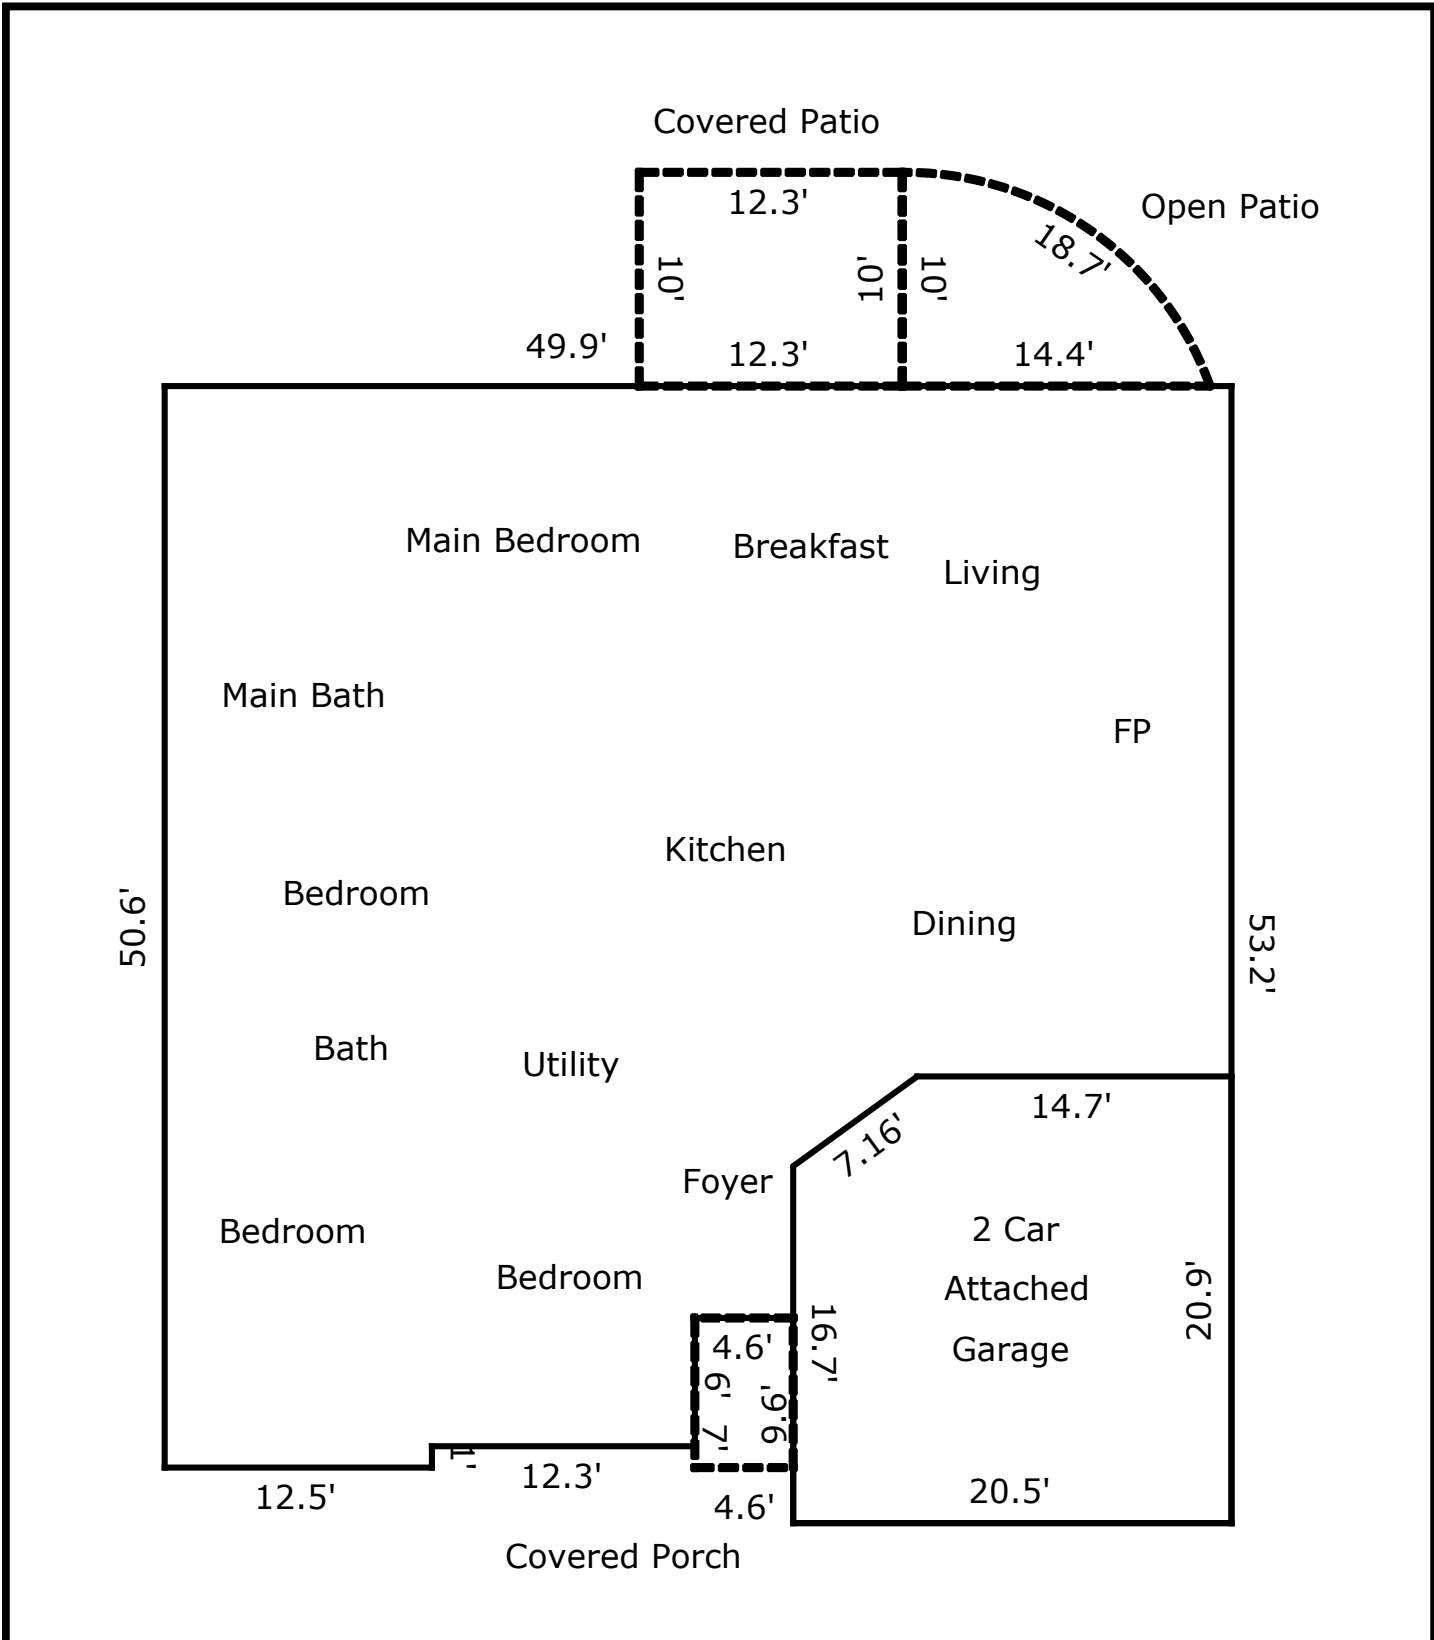 Covered Patio
12.3'
Open Patio
18.7'
10'
10'
10'
49.9'
12.3'
14.4'
Main Bedroom
Breakfast
Living
Main Bath
FP
Kitchen
Bedroom
Dining
50.6'
53.2'
Bath
Utility
14.7'
7.16'
Foyer
Bedroom
2 Car
Attached
Garage
Bedroom
20.9'
16.7'
4.6'
6'
7'
6.9'
1'
12.3'
12.5'
4.6'
20.5'
Covered Porch